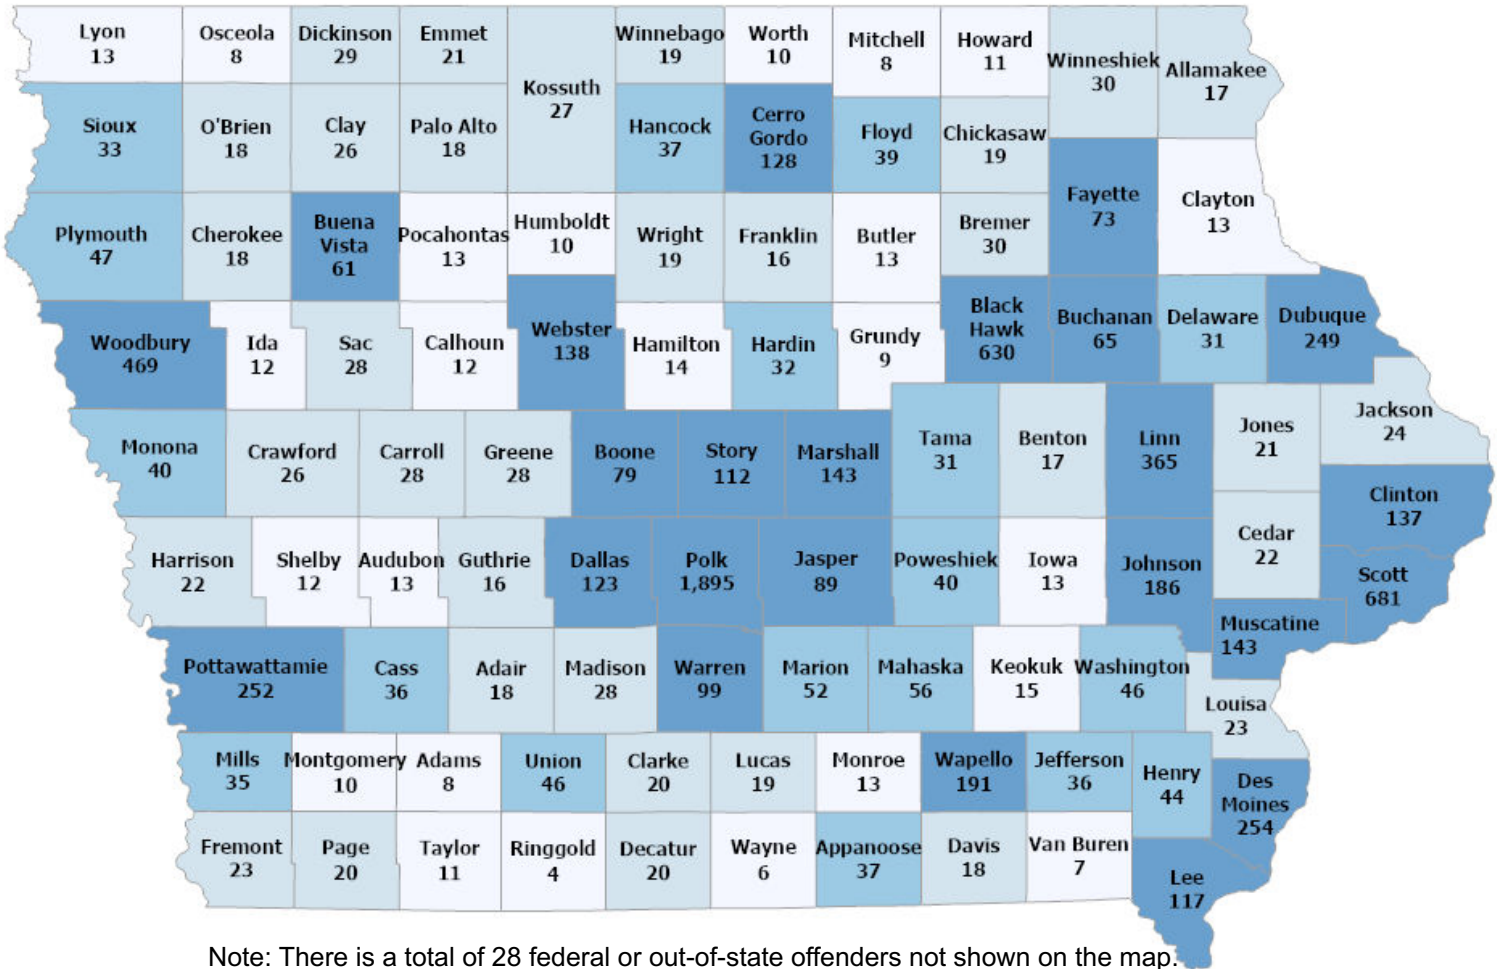 Lyon
13
Osceola
8
Dickinson
29
Emmet
21
Kossuth
27
Winnebago
19
Worth
10
Mitchell
8
Howard
11
Winneshiek
30
Allamakee
17
Sioux
33
O'Brien
18
Clay
26
Palo Alto
18
Hancock
37
Cerro
Gordo
128
Floyd
39
Chickasaw
19
Fayette
73
Clayton
13
Plymouth
47
Cherokee
18
Buena
Vista
61
Pocahontas
13
Humboldt
10
Wright
19
Franklin
16
Butler
13
Bremer
30
Woodbury
469
Ida
12
Sac
28
Calhoun
12
Webster
138
Hamilton
14
Hardin
32
Grundy
9
Black
Hawk
630
Buchanan
65
Delaware
31
Dubuque
249
Monona
40
Crawford
26
Carroll
28
Greene
28
Boone
79
Story
112
Marshall
143
Tama
31
Benton
17
Linn
365
Jones
21
Jackson
24
Clinton
137
Harrison
22
Shelby
12
Audubon
13
Guthrie
16
Dallas
123
Polk
1,895
Jasper
89
Poweshiek
40
Iowa
13
Johnson
186
Cedar
22
Scott
681
Muscatine
143
Pottawattamie
252
Cass
36
Adair
18
Madison
28
Warren
99
Marion
52
Mahaska
56
Keokuk
15
Washington
46
Louisa
23
Mills
35
Montgomery
10
Adams
8
Union
46
Clarke
20
Lucas
19
Monroe
13
Wapello
191
Jefferson
36
Henry
44
Des
Moines
254
Fremont
23
Page
20
Taylor
11
Ringgold
4
Decatur
20
Wayne
6
Appanoose
37
Davis
18
Van Buren
7
Lee
117
Note: There is a total of 28 federal or out-of-state offenders not shown on the map.